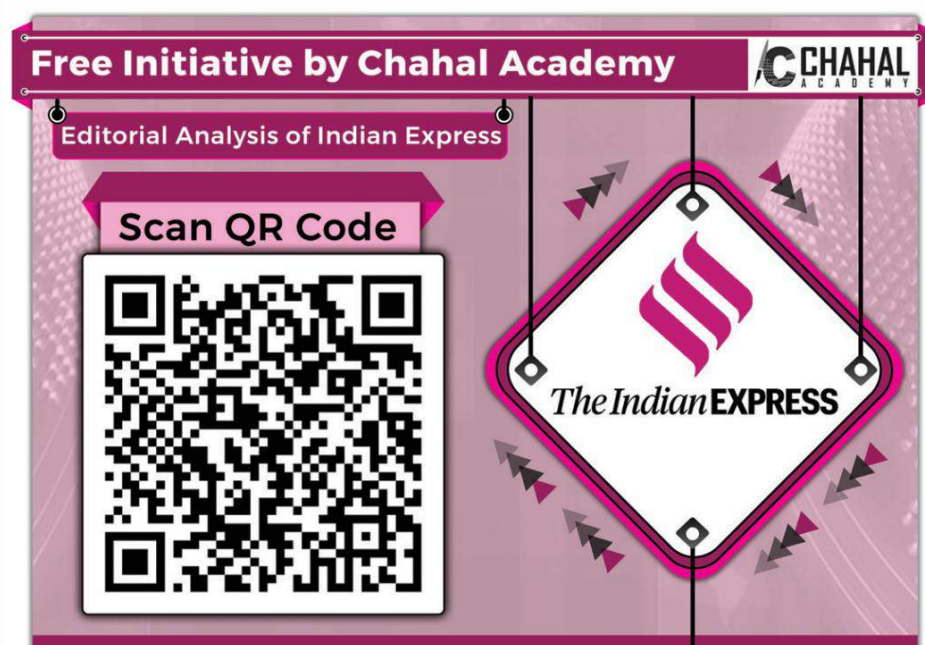 Free Initiative by Chahal Academy
CHAHAL
ACADEMY
Editorial Analysis of Indian Express
Scan QR Code
The Indian EXPRESS